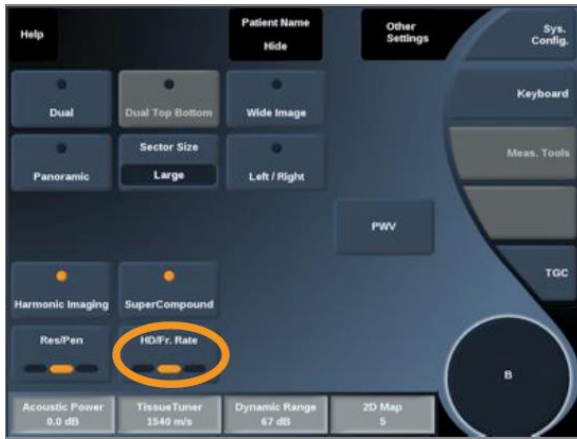 Help
Patient Name
Hide
Other
Settings
Sys.
Config.
Dual
Dual Top Bottom
Wide Image
Keyboard
Panoramic
Sector Size
Large
Left / Right
Meas. Tools
PWV
TGC
Harmonic Imaging
SuperCompound
Res/Pen
HD/Fr. Rate
B
Acoustic Power
0.0 dB
TissueTuner
1540 m/s
Dynamic Range
67 dB
2D Map
5